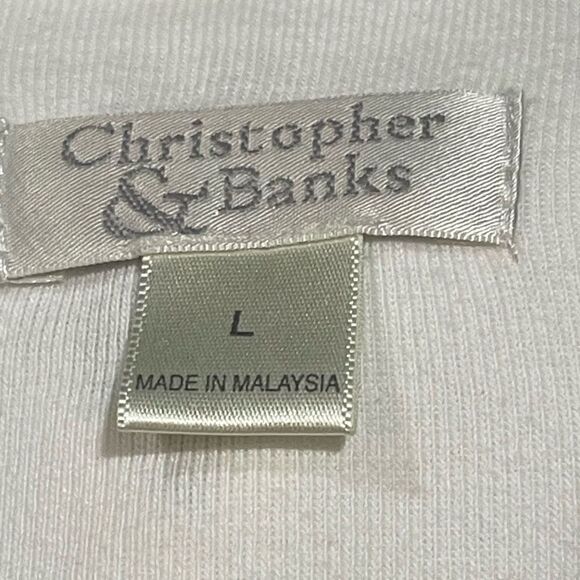 Christopher
& Banks
L
MADE IN MALAYSIA